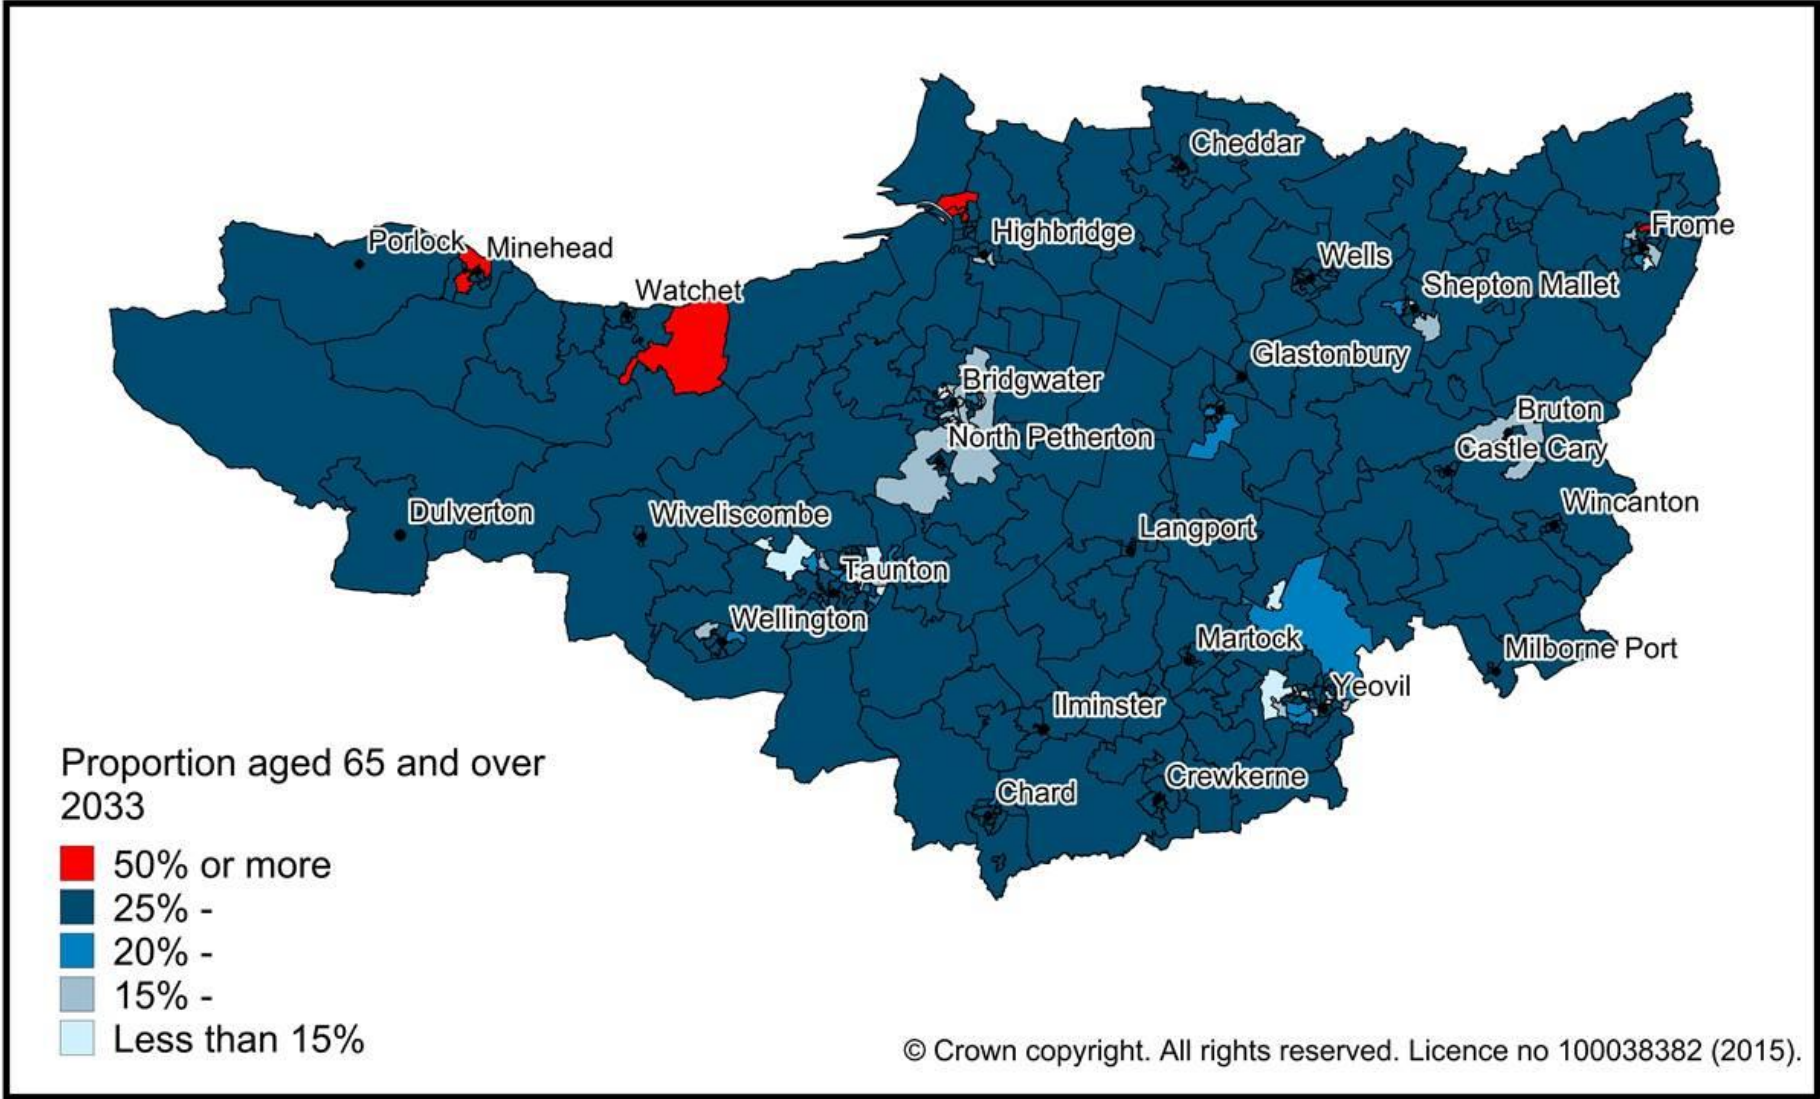 Cheddar
Frome
Highbridge
Porlock
Minehead
Wells
Shepton Mallet
Watchet
Glastonbury
Bridgwater
Bruton
North Petherton
Castle Cary
Wincanton
Dulverton
Wiveliscombe
Langport
Taunton
Wellington
Martock
Milborne Port
Yeovil
Ilminster
Crewkerne
Chard
Proportion aged 65 and over
2033
50% or more
25% -
20% -
15% -
Less than 15%
© Crown copyright. All rights reserved. Licence no 100038382 (2015).